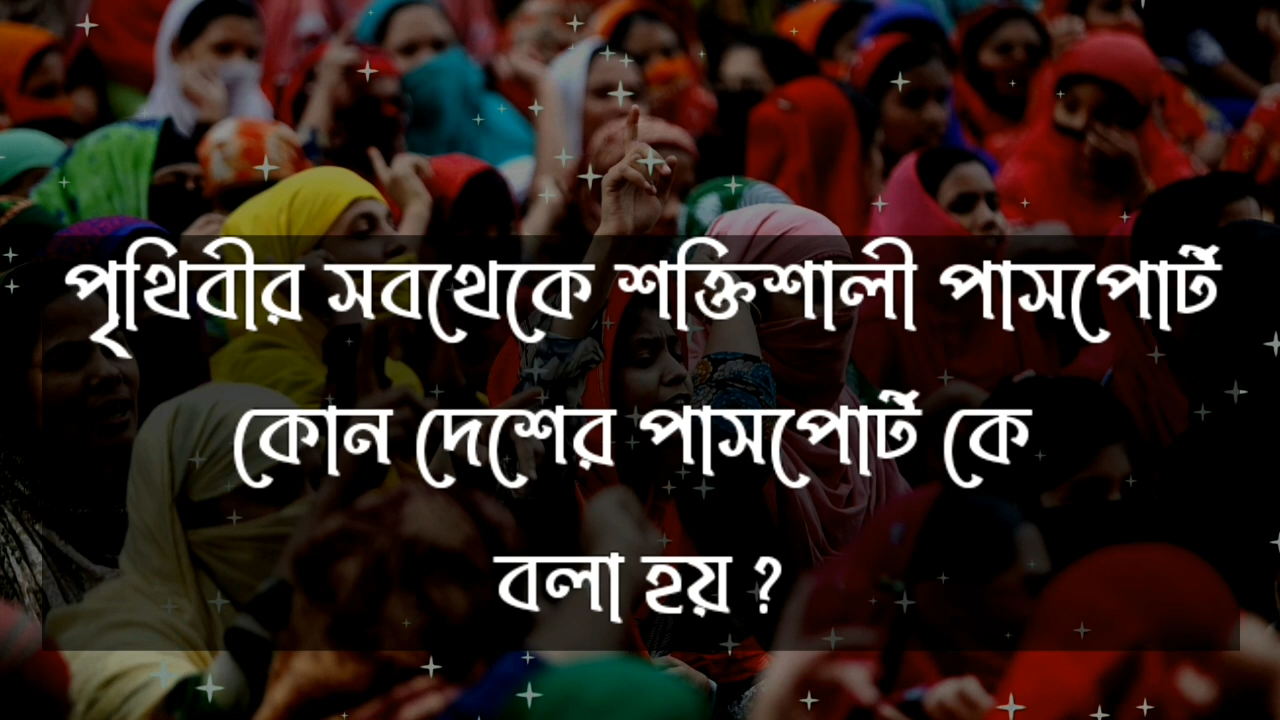 পৃথিবীর সবথেকে শক্তিশালী পাসপোর্ট
কোন দেশের পাসপোর্ট কে
বলা হয় ?